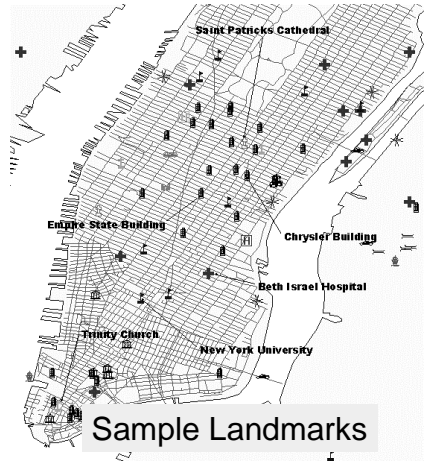 Saint Patricks Cathedral
Empire State Building
Chrysler Building
Beth Israel Hospital
Trinity Church
New York University
Sample Landmarks